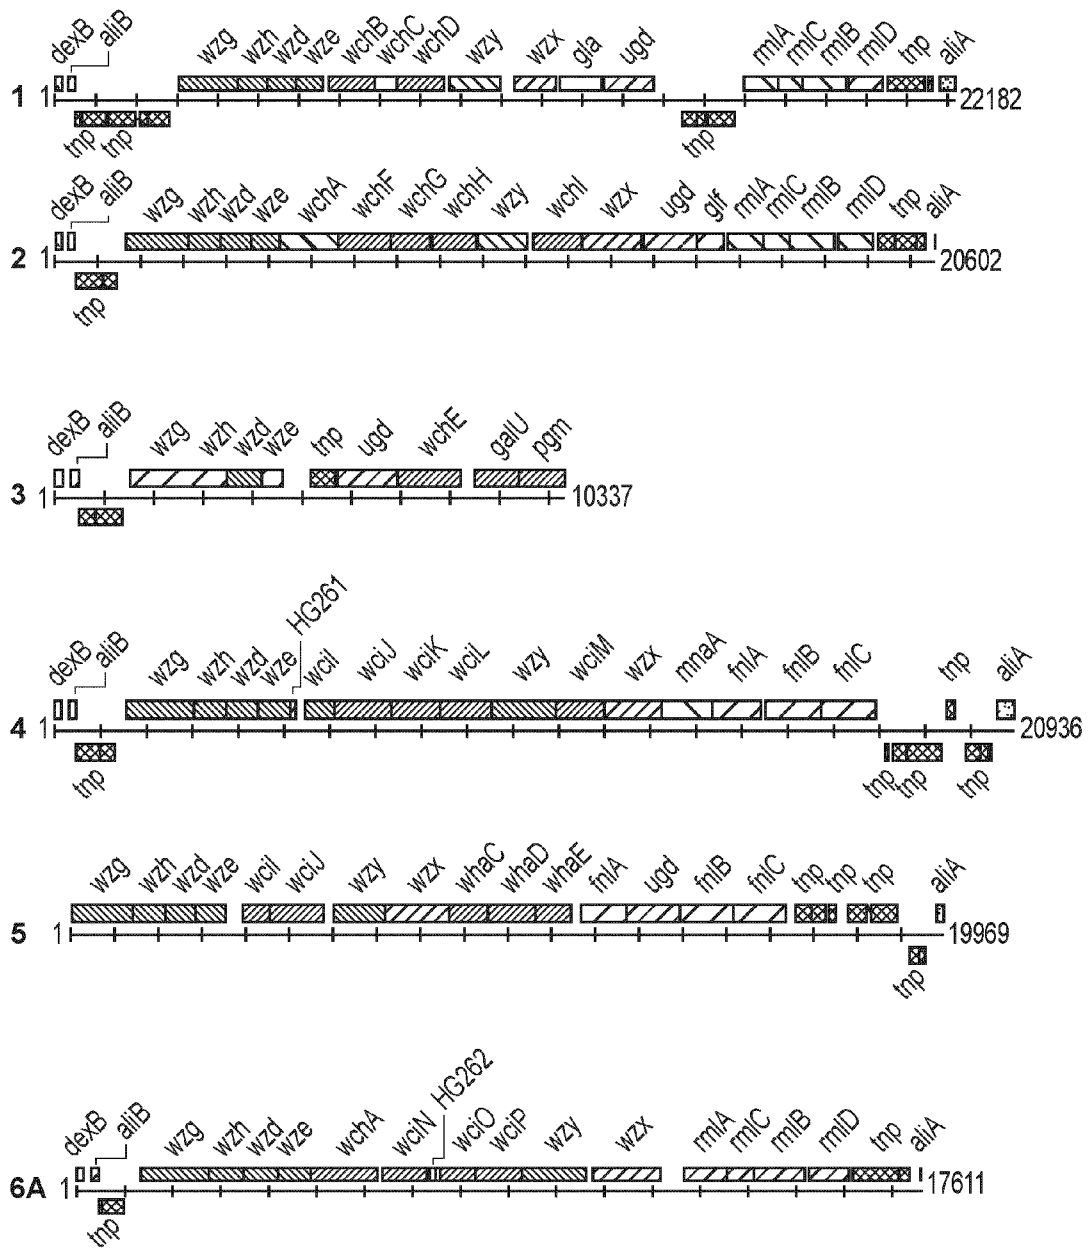 dexB aliB wzg wzh wzd wze wchB wchC wchD wzy wzx gla ugd rmlA rmlC rmlB rmlD tnp aliA
1 1 22182
tnp tnp tnp
dexB aliB wzg wzh wzd wze wchA wchF wchG wchH wzy wchI wzx ugd glf rmlA rmlC rmlB rmlD tnp aliA
2 1 20602
tnp
dexB aliB wzg wzh wzd wze tnp ugd wchE galU pgm
3 1 10337
HG261
dexB aliB wzg wzh wzd wze wciI wciJ wciK wciL wzy wciM wzx mnaA fnlA fnlB fnlC tnp aliA
4 1 20936
tnp tnp tnp tnp
wzg wzh wzd wze wciI wciJ wzy wzx whaC whaD whaE fnlA ugd fnlB fnlC tnp tnp tnp aliA
5 1 19969
tnp
HG262
dexB aliB wzg wzh wzd wze wchA wciN wciO wciP wzy wzx rmlA rmlC rmlB rmlD tnp aliA
6A 1 17611
tnp